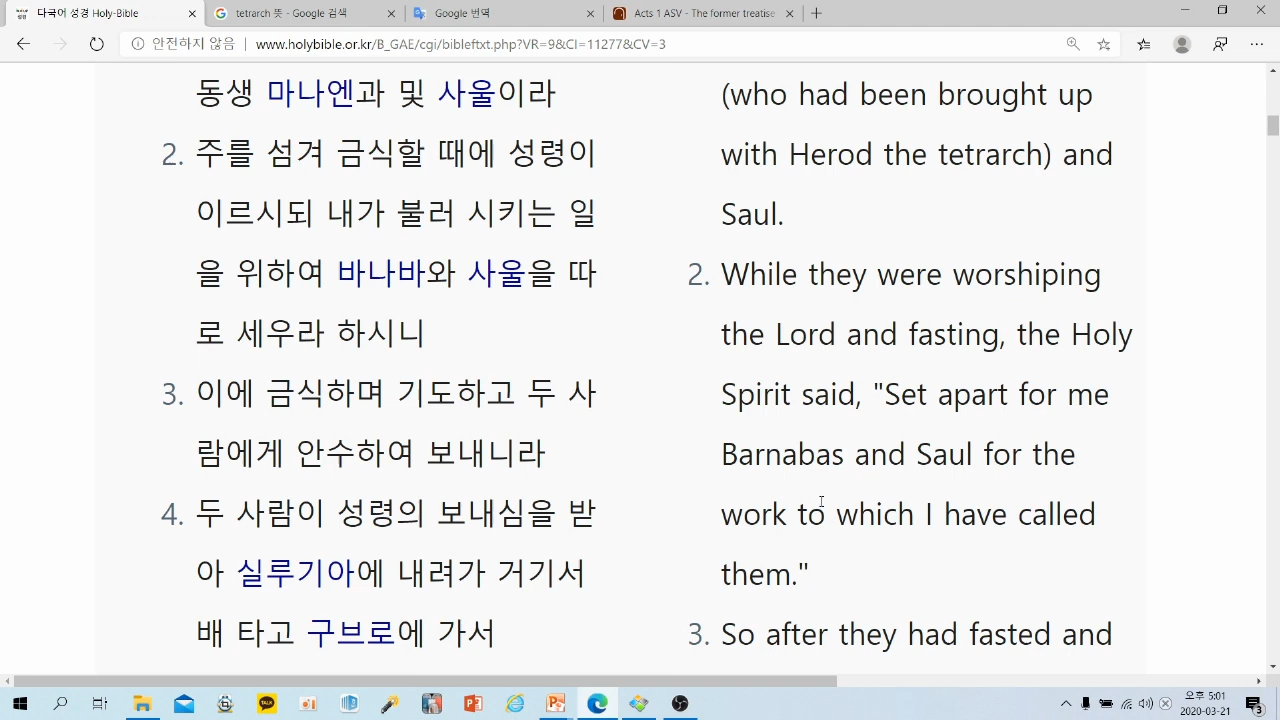 다국어 성경 Holy-Bible
tetrarch 뜻 - Google 검색
Google 번역
Acts 1 ASV - The former treatise
안전하지 않음
www.holybible.or.kr/B_GAE/cgi/bibleftxt.php?VR=9&CI=11277&CV=3
동생 마나엔과 및 사울이라
2. 주를 섬겨 금식할 때에 성령이
이르시되 내가 불러 시키는 일
을 위하여 바나바와 사울을 따
로 세우라 하시니
3. 이에 금식하며 기도하고 두 사
람에게 안수하여 보내니라
4. 두 사람이 성령의 보내심을 받
아 실루기아에 내려가 거기서
배 타고 구브로에 가서
(who had been brought up
with Herod the tetrarch) and
Saul.
2. While they were worshiping
the Lord and fasting, the Holy
Spirit said, "Set apart for me
Barnabas and Saul for the
work to which I have called
them."
3. So after they had fasted and
TALK
오후 5:01
2020-03-21
3